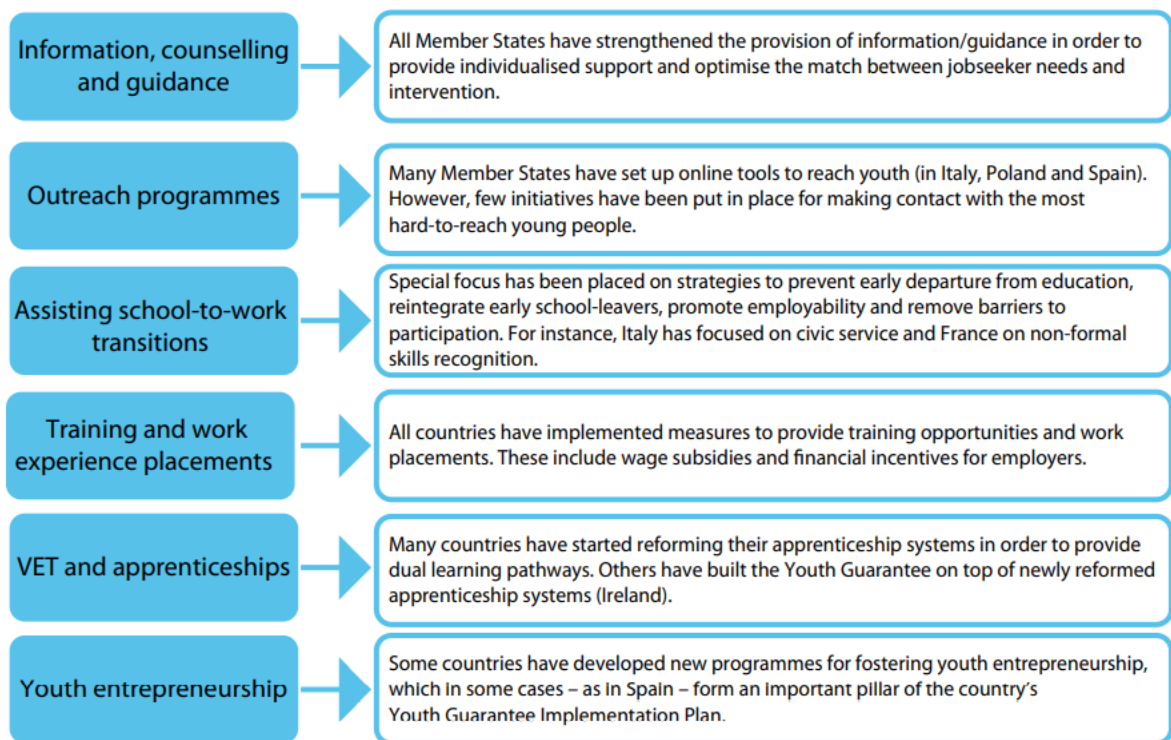 Information, counselling
and guidance
All Member States have strengthened the provision of information/guidance in order to
provide individualised support and optimise the match between jobseeker needs and
intervention.
Outreach programmes
Many Member States have set up online tools to reach youth (in Italy, Poland and Spain).
However, few initiatives have been put in place for making contact with the most
hard-to-reach young people.
Assisting school-to-work
transitions
Special focus has been placed on strategies to prevent early departure from education,
reintegrate early school-leavers, promote employability and remove barriers to
participation. For instance, Italy has focused on civic service and France on non-formal
skills recognition.
Training and work
experience placements
All countries have implemented measures to provide training opportunities and work
placements. These include wage subsidies and financial incentives for employers.
VET and apprenticeships
Many countries have started reforming their apprenticeship systems in order to provide
dual learning pathways. Others have built the Youth Guarantee on top of newly reformed
apprenticeship systems (Ireland).
Youth entrepreneurship
Some countries have developed new programmes for fostering youth entrepreneurship,
which in some cases – as in Spain – form an important pillar of the country's
Youth Guarantee Implementation Plan.